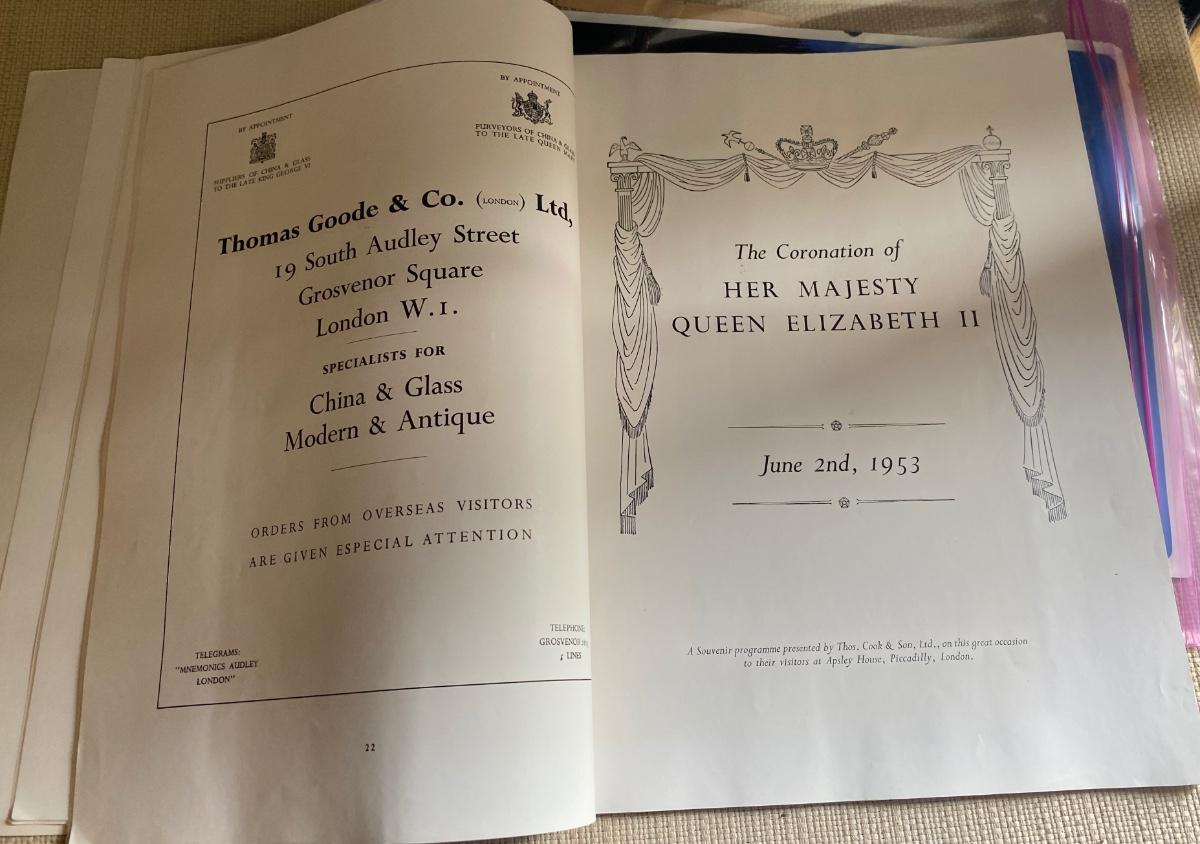 BY APPOINTMENT
SUPPLIERS OF CHINA & GLASS
TO THE LATE KING GEORGE VI
BY APPOINTMENT
PURVEYORS OF CHINA & GLASS
TO THE LATE QUEEN MARY
Thomas Goode & Co. (LONDON) Ltd,
19 South Audley Street
Grosvenor Square
London W.1.
SPECIALISTS FOR
China & Glass
Modern & Antique
ORDERS FROM OVERSEAS VISITORS
ARE GIVEN ESPECIAL ATTENTION
TELEGRAMS:
"MNEMONICS AUDLEY
LONDON"
TELEPHONE:
GROSVENOR
LINES
22
The Coronation of
HER MAJESTY
QUEEN ELIZABETH II
June 2nd, 1953
A Souvenir programme presented by Thos. Cook & Son, Ltd., on this great occasion
to their visitors at Apsley House, Piccadilly, London.